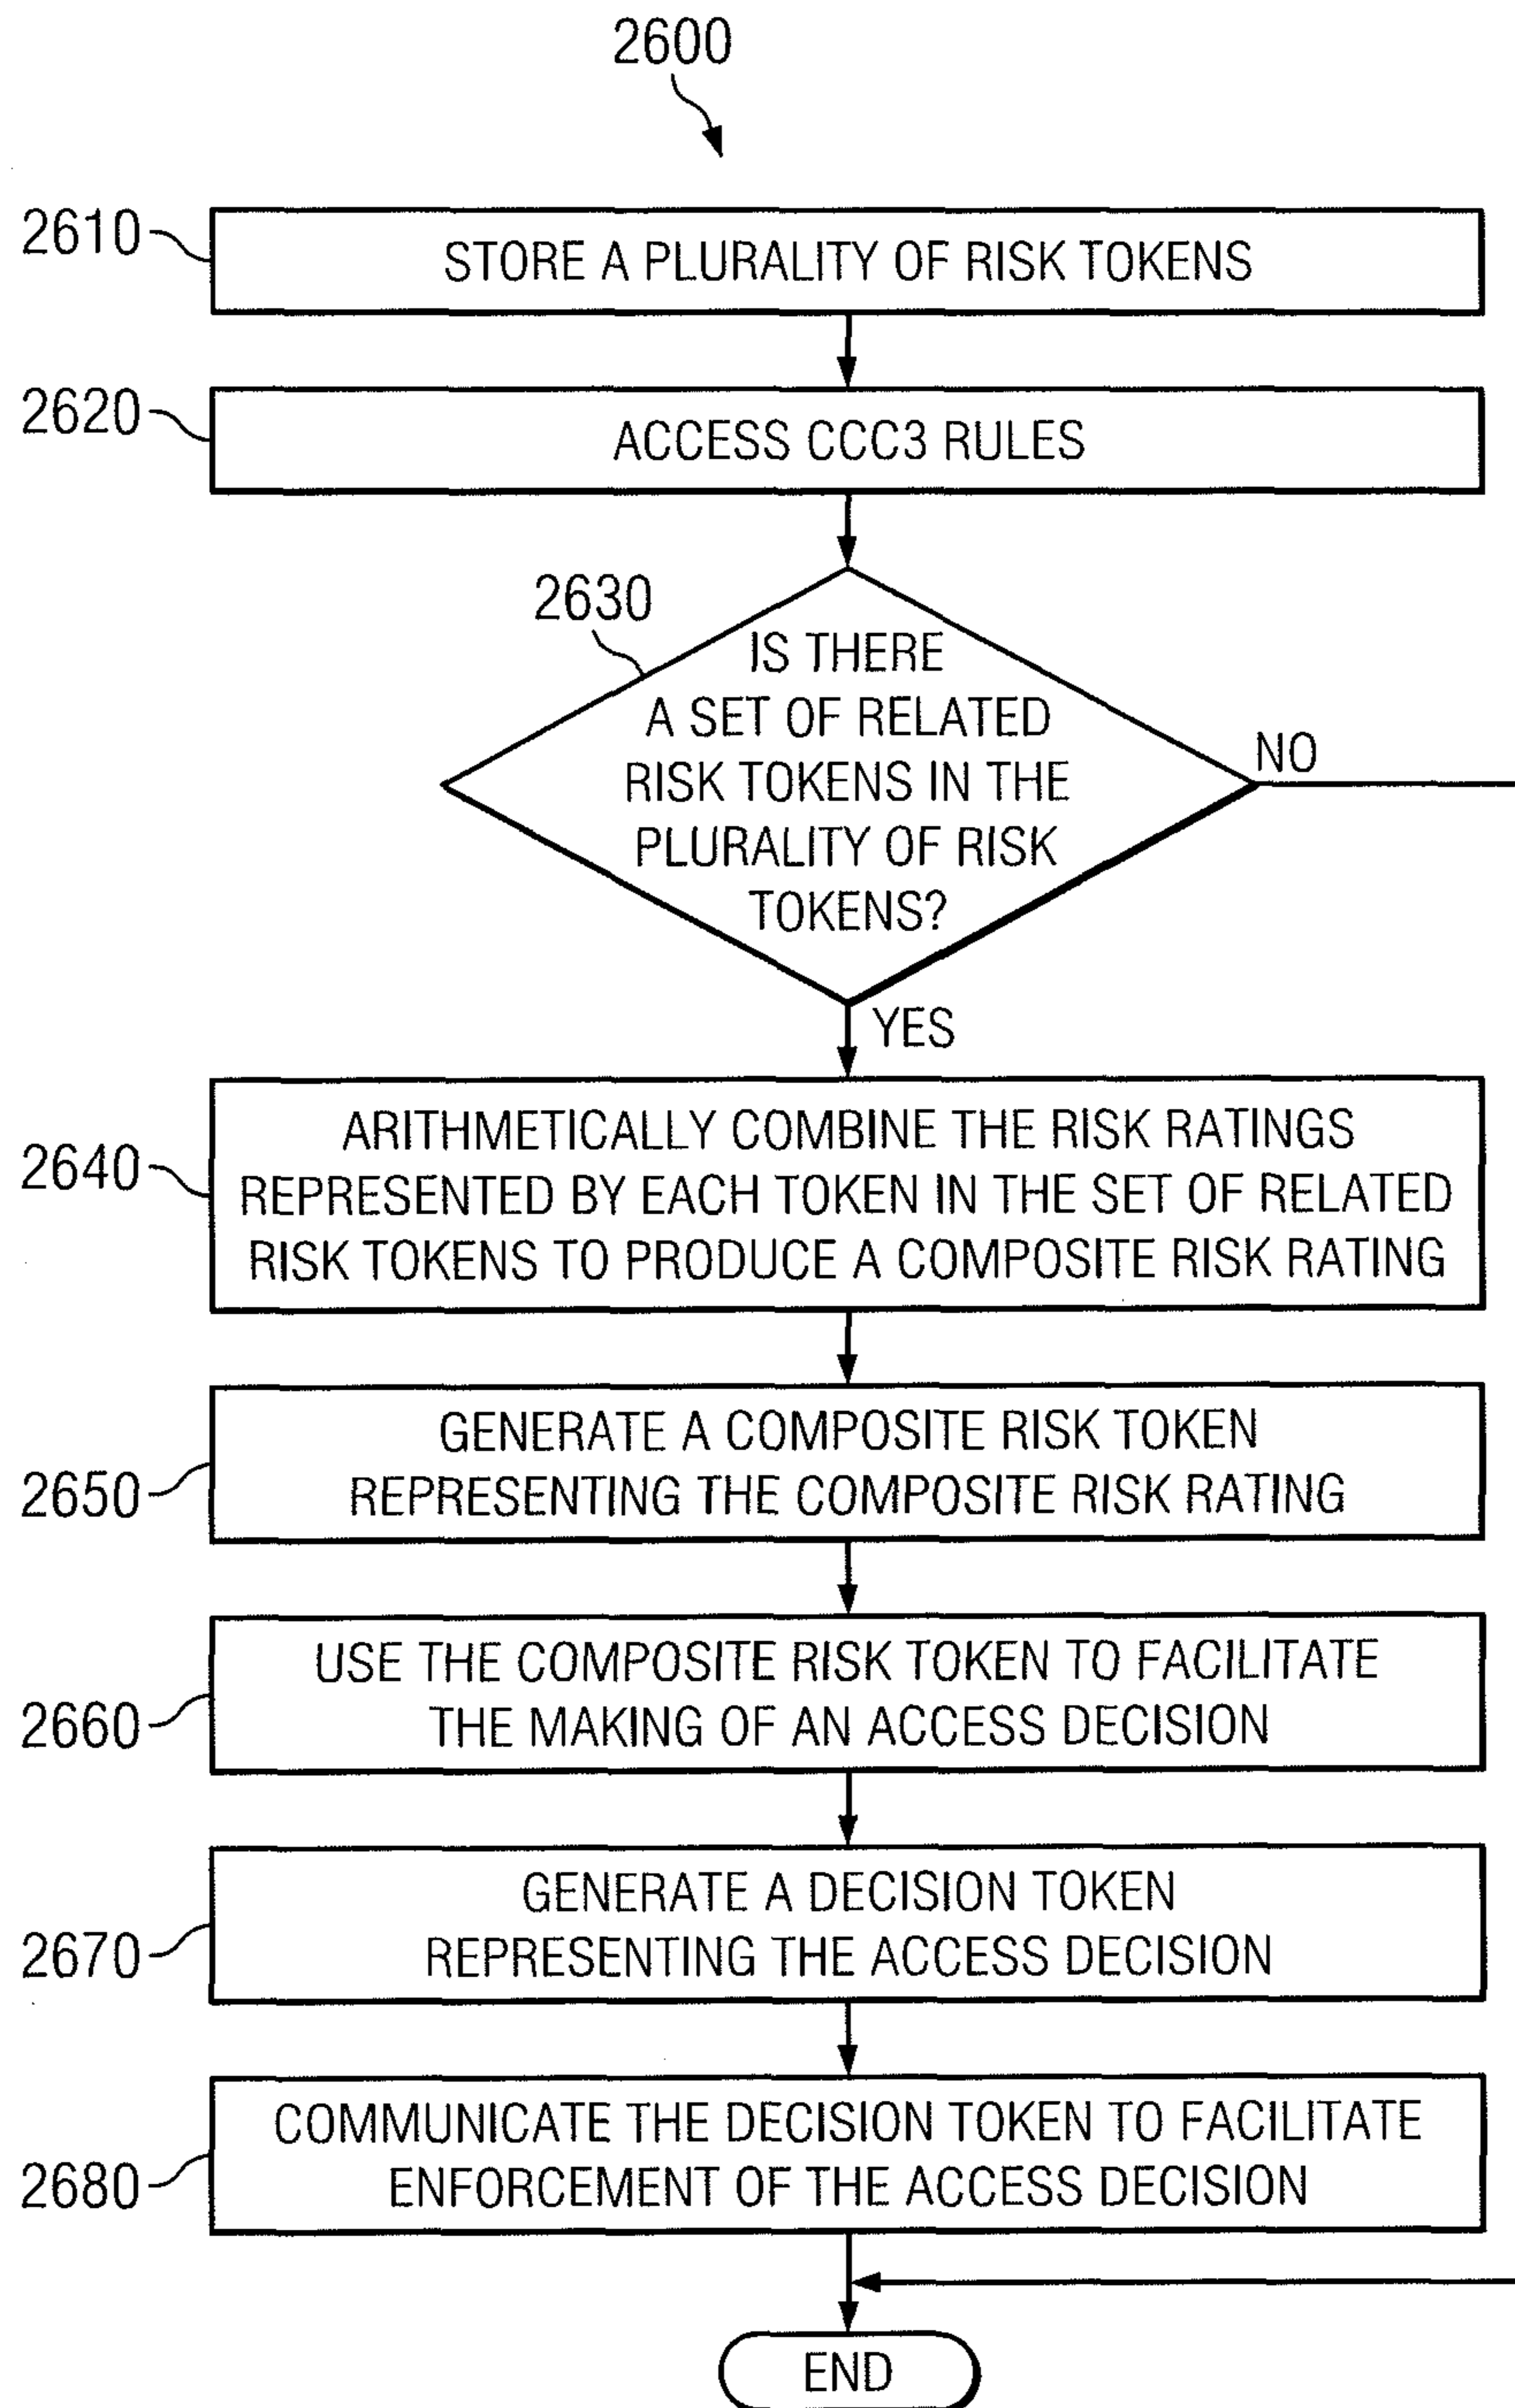 2600
2610
STORE A PLURALITY OF RISK TOKENS
2620
ACCESS CCC3 RULES
2630
IS THERE
A SET OF RELATED
RISK TOKENS IN THE
PLURALITY OF RISK
TOKENS?
NO
YES
2640
ARITHMETICALLY COMBINE THE RISK RATINGS
REPRESENTED BY EACH TOKEN IN THE SET OF RELATED
RISK TOKENS TO PRODUCE A COMPOSITE RISK RATING
2650
GENERATE A COMPOSITE RISK TOKEN
REPRESENTING THE COMPOSITE RISK RATING
2660
USE THE COMPOSITE RISK TOKEN TO FACILITATE
THE MAKING OF AN ACCESS DECISION
2670
GENERATE A DECISION TOKEN
REPRESENTING THE ACCESS DECISION
2680
COMMUNICATE THE DECISION TOKEN TO FACILITATE
ENFORCEMENT OF THE ACCESS DECISION
END